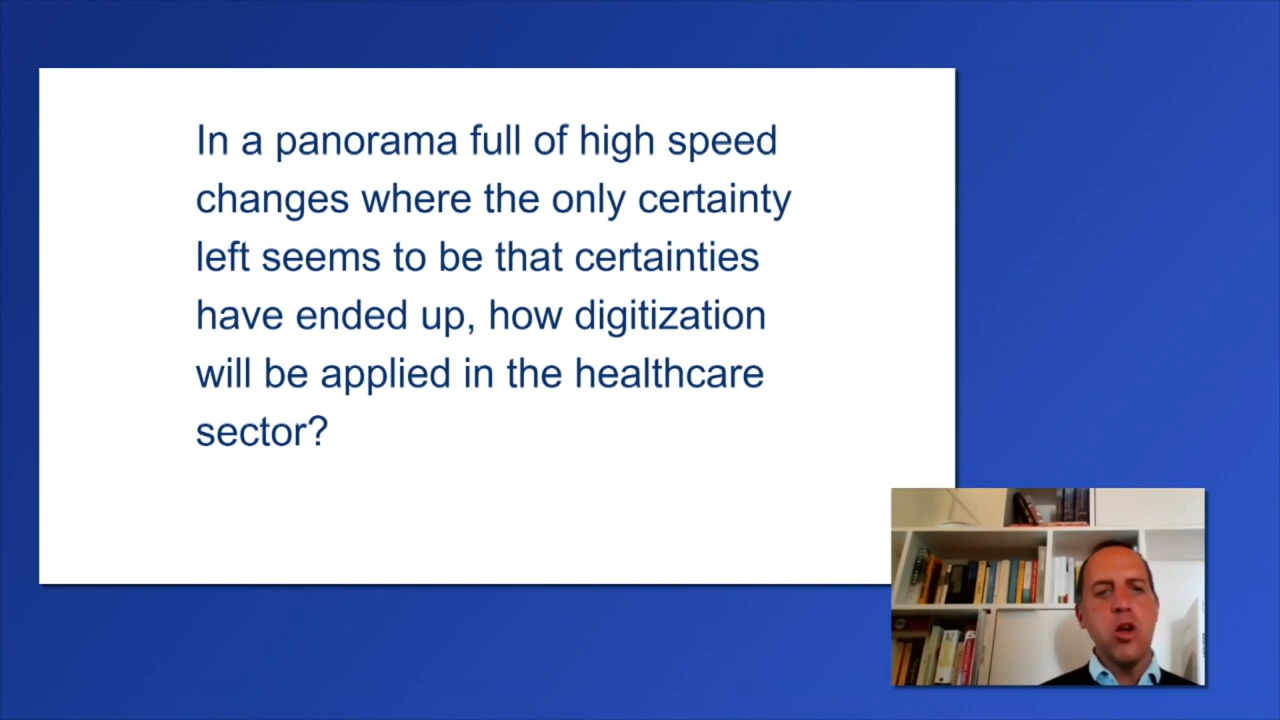 In a panorama full of high speed
changes where the only certainty
left seems to be that certainties
have ended up, how digitization
will be applied in the healthcare
sector?